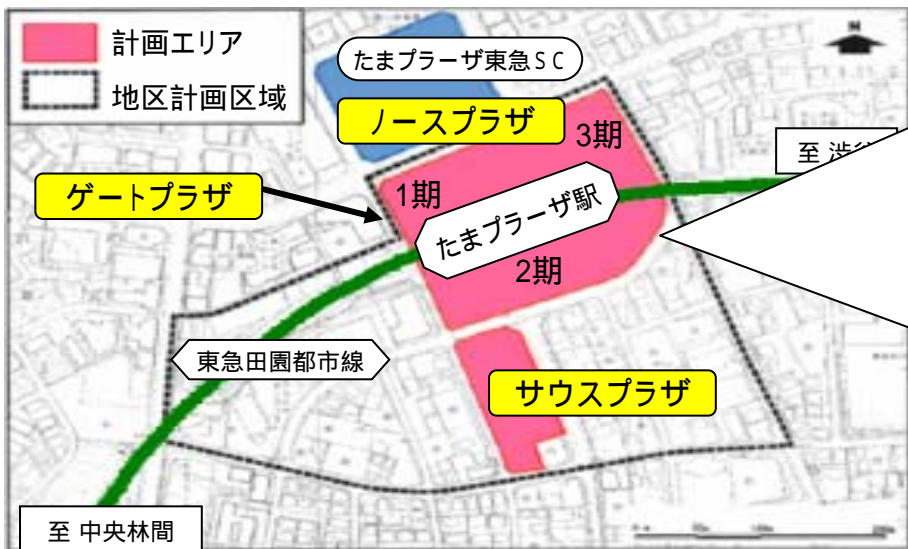 計画エリア
地区計画区域
たまプラーザ東急SC
N
ノースプラザ
3期
至 渋谷
ゲートプラザ
1期
たまプラーザ駅
2期
東急田園都市線
サウスプラザ
至 中央林間